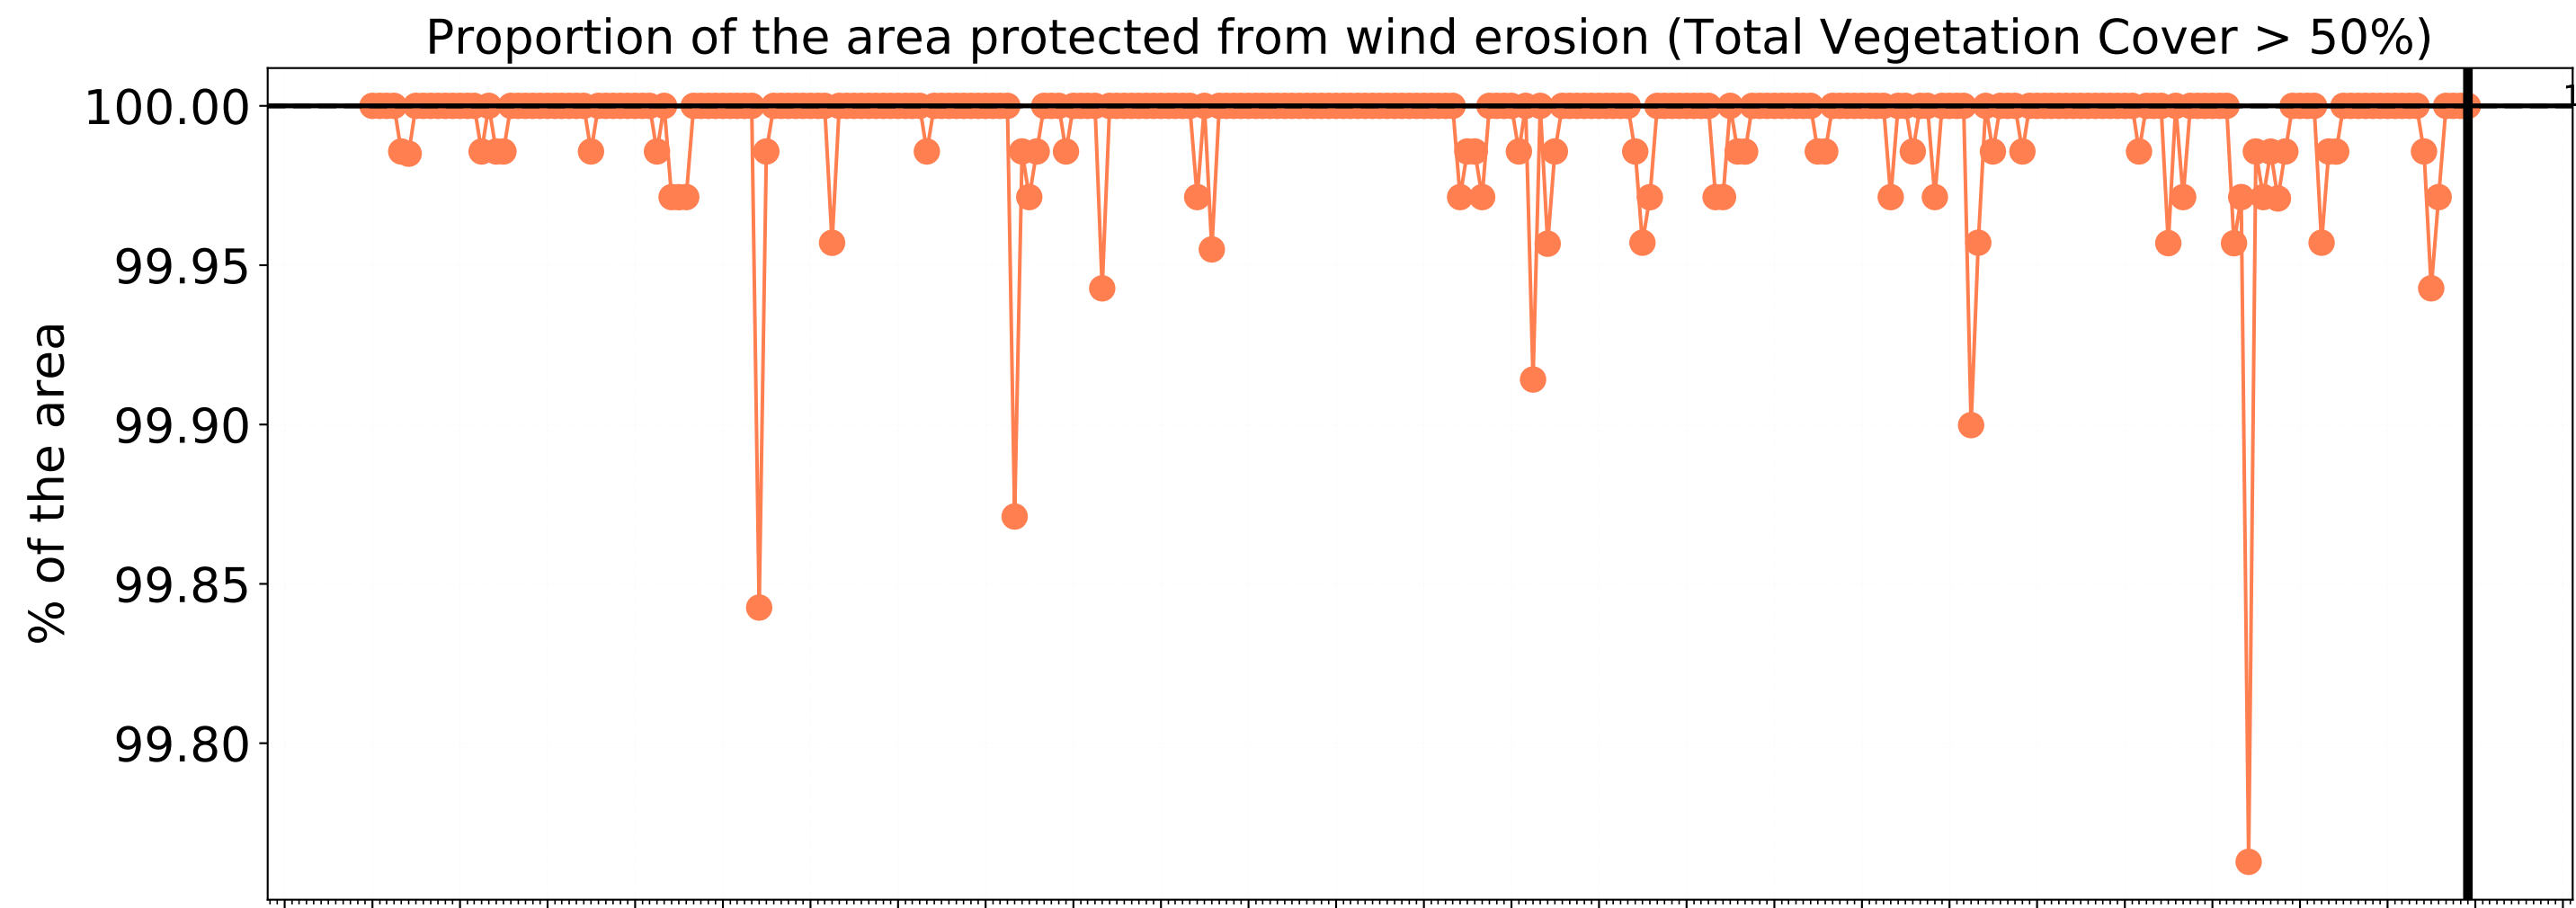 Proportion of the area protected from wind erosion (Total Vegetation Cover > 50%)
100.00
99.95
99.90
99.85
99.80
% of the area